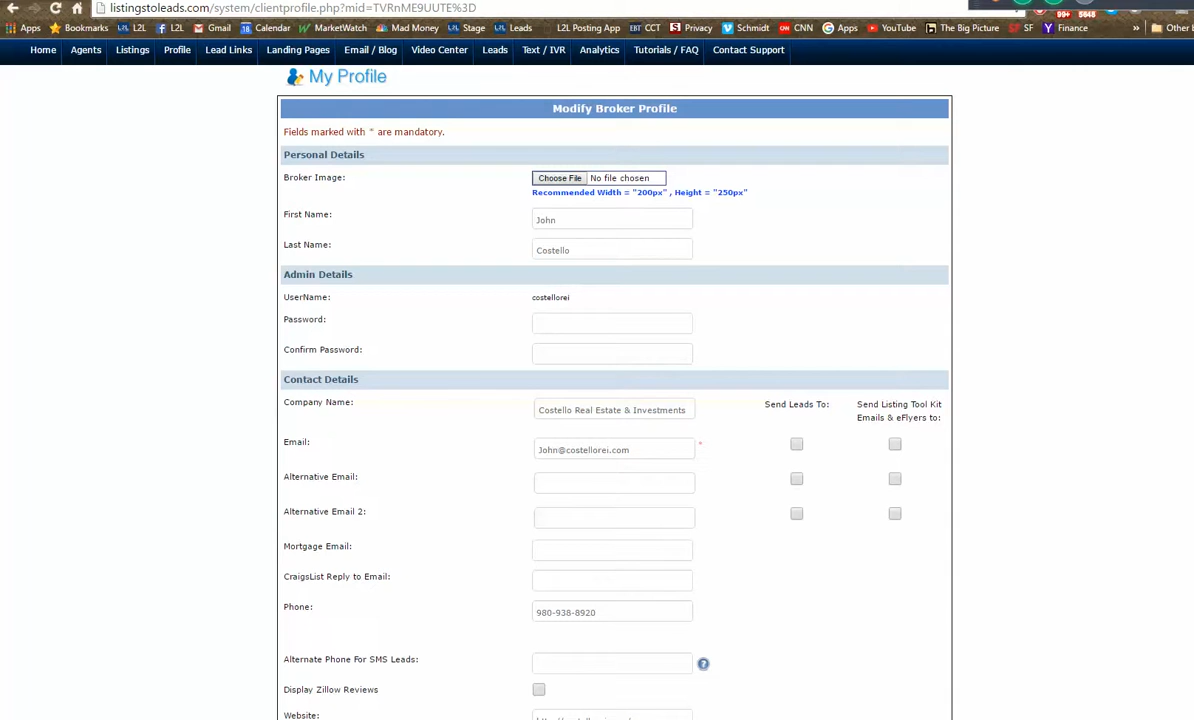 listingstoleads.com/system/clientprofile.php?mid=TVRnME9UUTE%3D
Apps Bookmarks L2L L2L Gmail Calendar MarketWatch Mad Money Stage Leads L2L Posting App CCT Privacy Schmidt CNN Apps YouTube The Big Picture SF Finance » Other b
Home Agents Listings Profile Lead Links Landing Pages Email / Blog Video Center Leads Text / IVR Analytics Tutorials / FAQ Contact Support
My Profile
Modify Broker Profile
Fields marked with * are mandatory.
Personal Details
Broker Image: Choose File No file chosen
Recommended Width = "200px" , Height = "250px"
First Name: John
Last Name: Costello
Admin Details
UserName: costellorei
Password:
Confirm Password:
Contact Details
Company Name: Costello Real Estate & Investments Send Leads To: Send Listing Tool Kit
Emails & eFlyers to:
Email: John@costellorei.com *
Alternative Email:
Alternative Email 2:
Mortgage Email:
CraigsList Reply to Email:
Phone: 980-938-8920
Alternate Phone For SMS Leads: ?
Display Zillow Reviews
Website: